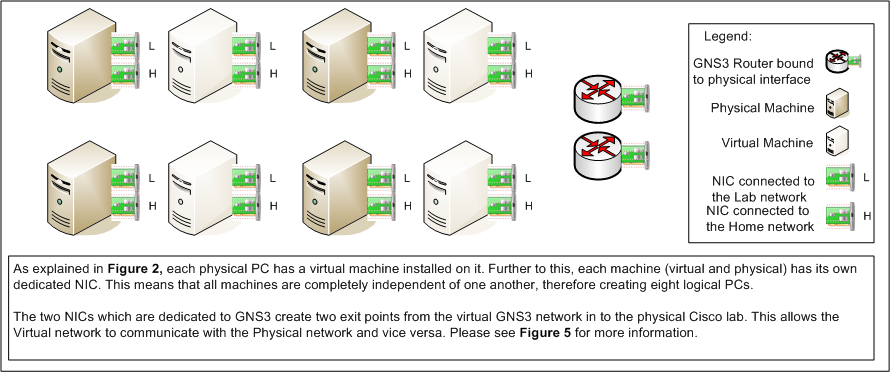 L
H
L
H
L
H
L
H
L
H
L
H
L
H
L
H
Legend:
GNS3 Router bound
to physical interface
Physical Machine
Virtual Machine
NIC connected to
the Lab network
L
NIC connected to
the Home network
H
As explained in Figure 2, each physical PC has a virtual machine installed on it. Further to this, each machine (virtual and physical) has its own
dedicated NIC. This means that all machines are completely independent of one another, therefore creating eight logical PCs.
The two NICs which are dedicated to GNS3 create two exit points from the virtual GNS3 network in to the physical Cisco lab. This allows the
Virtual network to communicate with the Physical network and vice versa. Please see Figure 5 for more information.